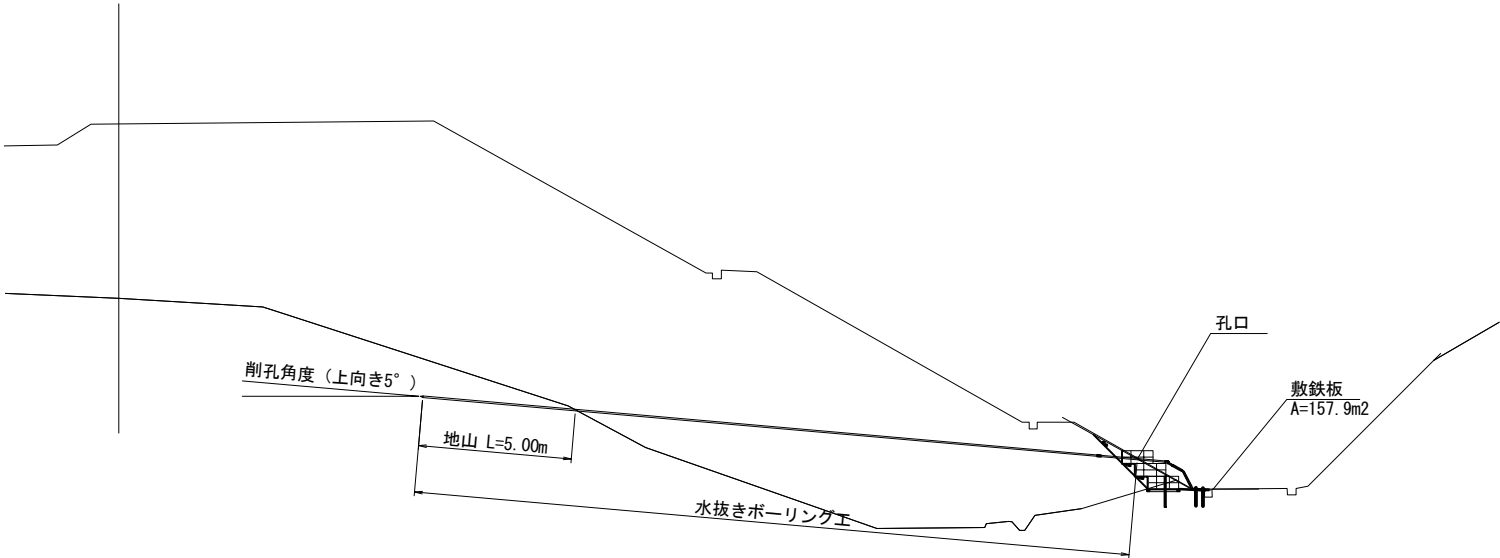 孔口
削孔角度（上向き5°）
敷鉄板
A=157.9m2
地山 L=5.00m
水抜きボーリング工